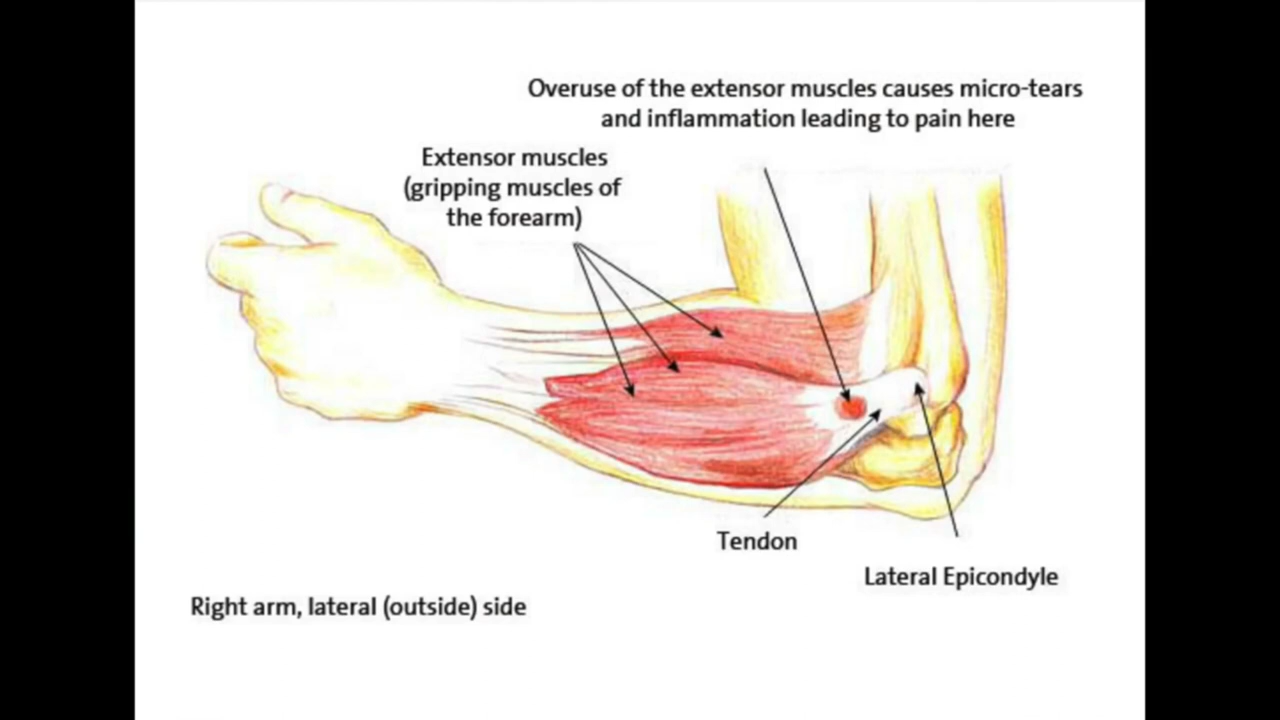 Overuse of the extensor muscles causes micro-tears
and inflammation leading to pain here
Extensor muscles
(gripping muscles of
the forearm)
Tendon
Lateral Epicondyle
Right arm, lateral (outside) side